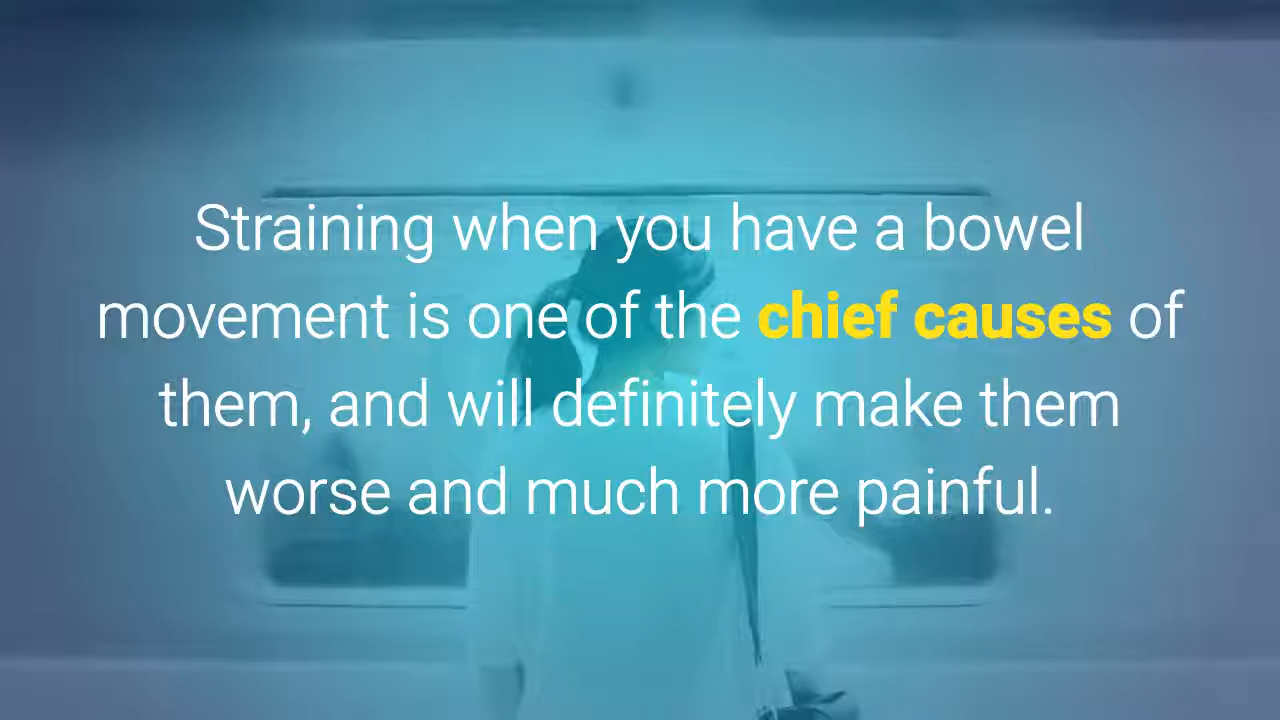 Straining when you have a bowel
movement is one of the chief causes of
them, and will definitely make them
worse and much more painful.